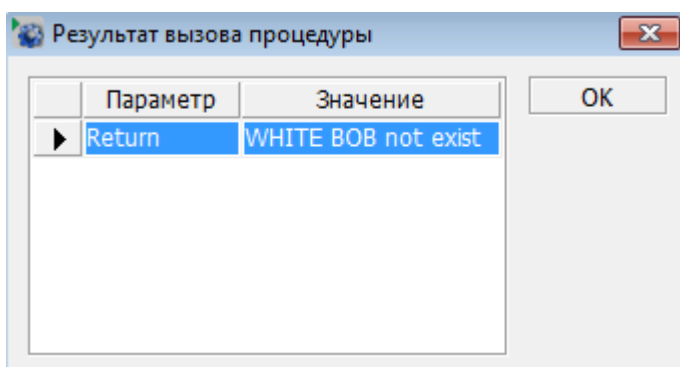 Результат вызова процедуры
Параметр Значение OK
Return WHITE BOB not exist